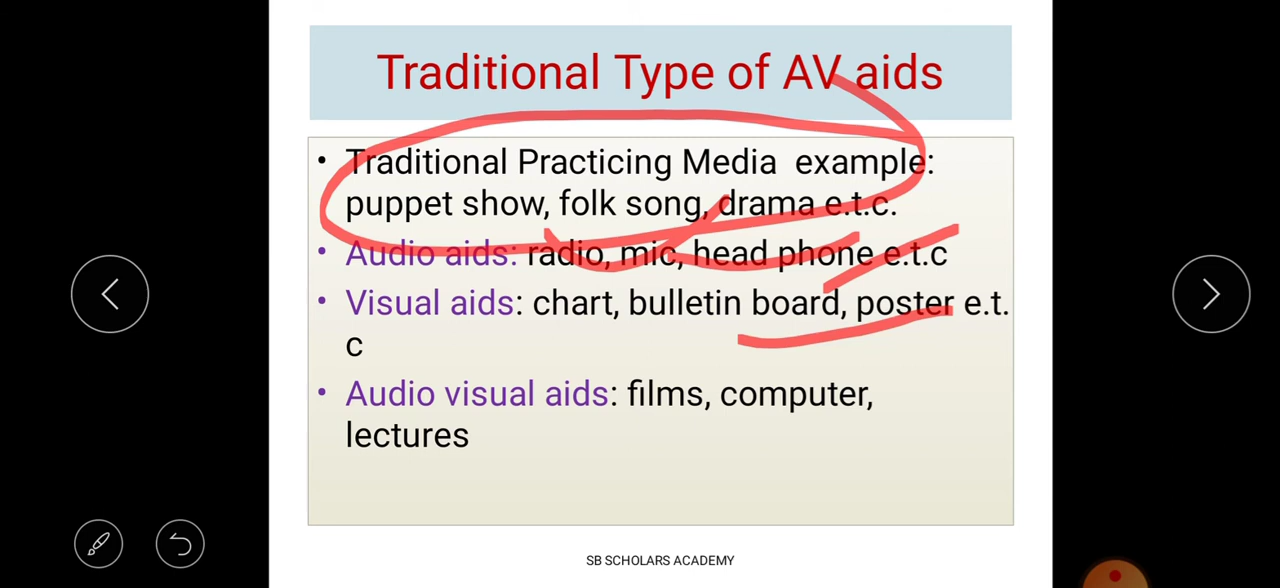 Traditional Type of AV aids
• Traditional Practicing Media example:
puppet show, folk song, drama e.t.c.
• Audio aids: radio, mic, head phone e.t.c
• Visual aids: chart, bulletin board, poster e.t.
c
• Audio visual aids: films, computer,
lectures
SB SCHOLARS ACADEMY